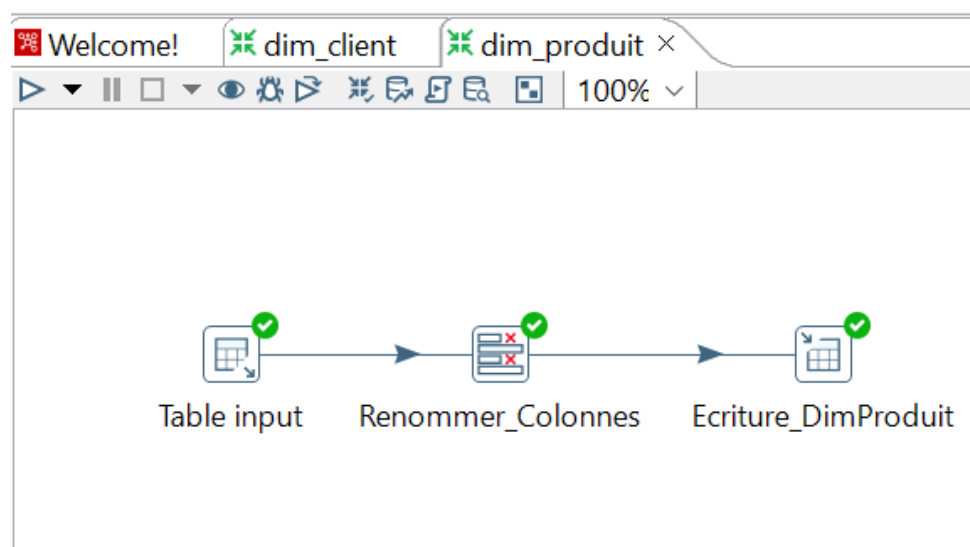 Welcome! dim_client dim_produit
100%
Table input Renommer_Colonnes Ecriture_DimProduit